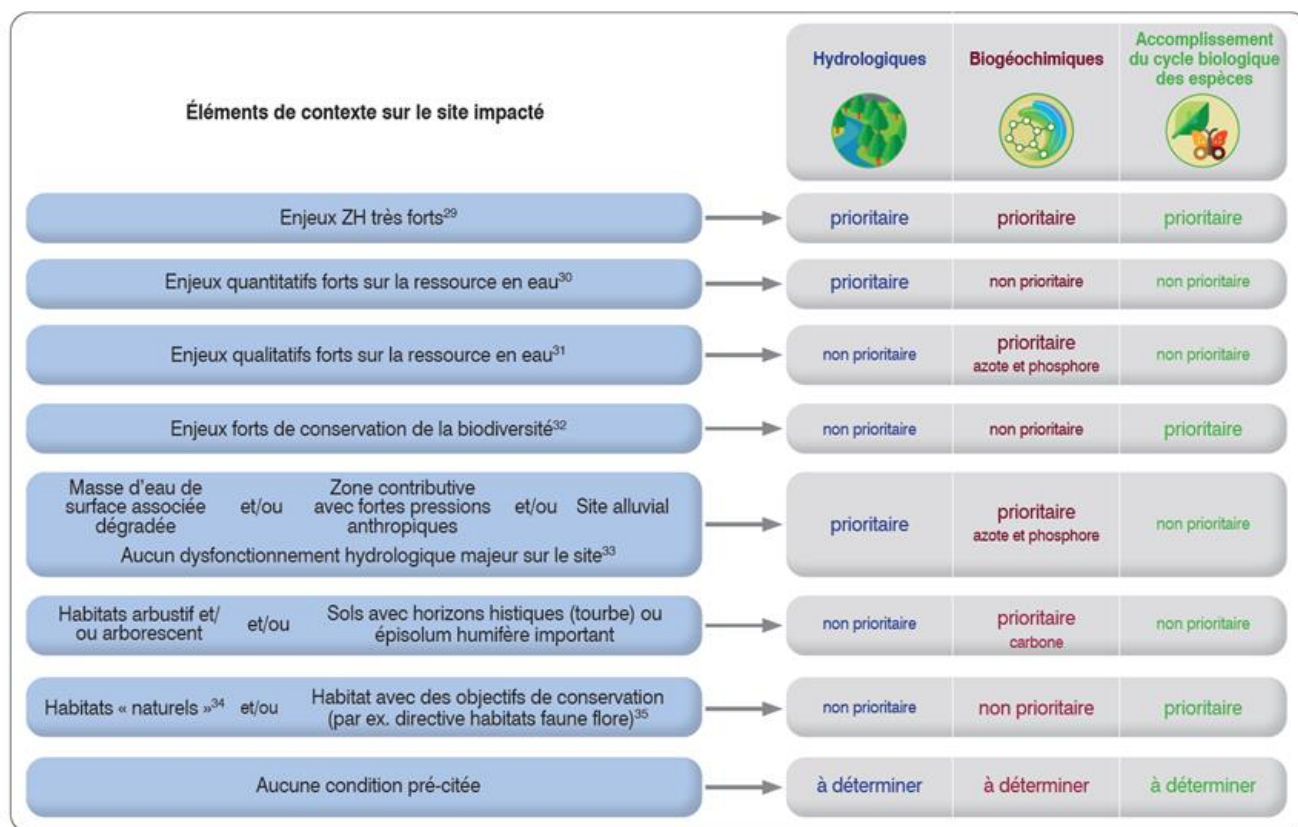 Éléments de contexte sur le site impacté
Hydrologiques
Biogéochimiques
Accomplissement
du cycle biologique
des espèces
Enjeux ZH très forts29
prioritaire
prioritaire
prioritaire
Enjeux quantitatifs forts sur la ressource en eau30
prioritaire
non prioritaire
non prioritaire
Enjeux qualitatifs forts sur la ressource en eau31
non prioritaire
prioritaire
azote et phosphore
non prioritaire
Enjeux forts de conservation de la biodiversité32
non prioritaire
non prioritaire
prioritaire
Masse d'eau de
surface associée
dégradée
et/ou
Zone contributive
avec fortes pressions
anthropiques
et/ou
Site alluvial
Aucun dysfonctionnement hydrologique majeur sur le site33
prioritaire
prioritaire
azote et phosphore
non prioritaire
Habitats arbustif et/
ou arborescent
et/ou
Sols avec horizons histiques (tourbe) ou
épisolum humifère important
non prioritaire
prioritaire
carbone
non prioritaire
Habitats « naturels »34
et/ou
Habitat avec des objectifs de conservation
(par ex. directive habitats faune flore)35
non prioritaire
non prioritaire
prioritaire
Aucune condition pré-citée
à déterminer
à déterminer
à déterminer